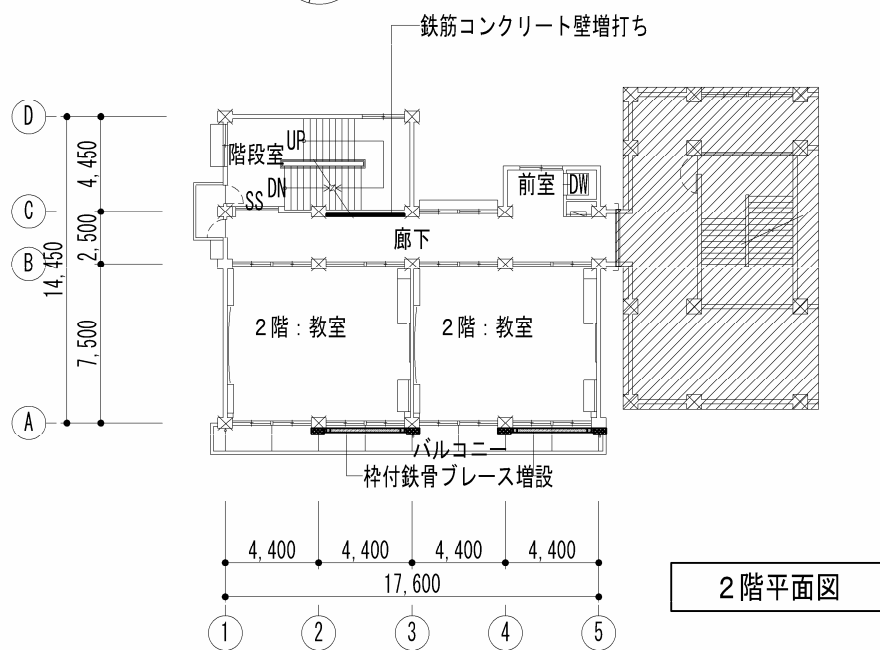 鉄筋コンクリート壁増打ち
D
C
B
A
4,450
2,500
7,500
14,450
階段室
UP
DN
SS
前室
DW
廊下
2階:教室
2階:教室
バルコニー
枠付鉄骨ブレース増設
4,400
4,400
4,400
4,400
17,600
1
2
3
4
5
2階平面図